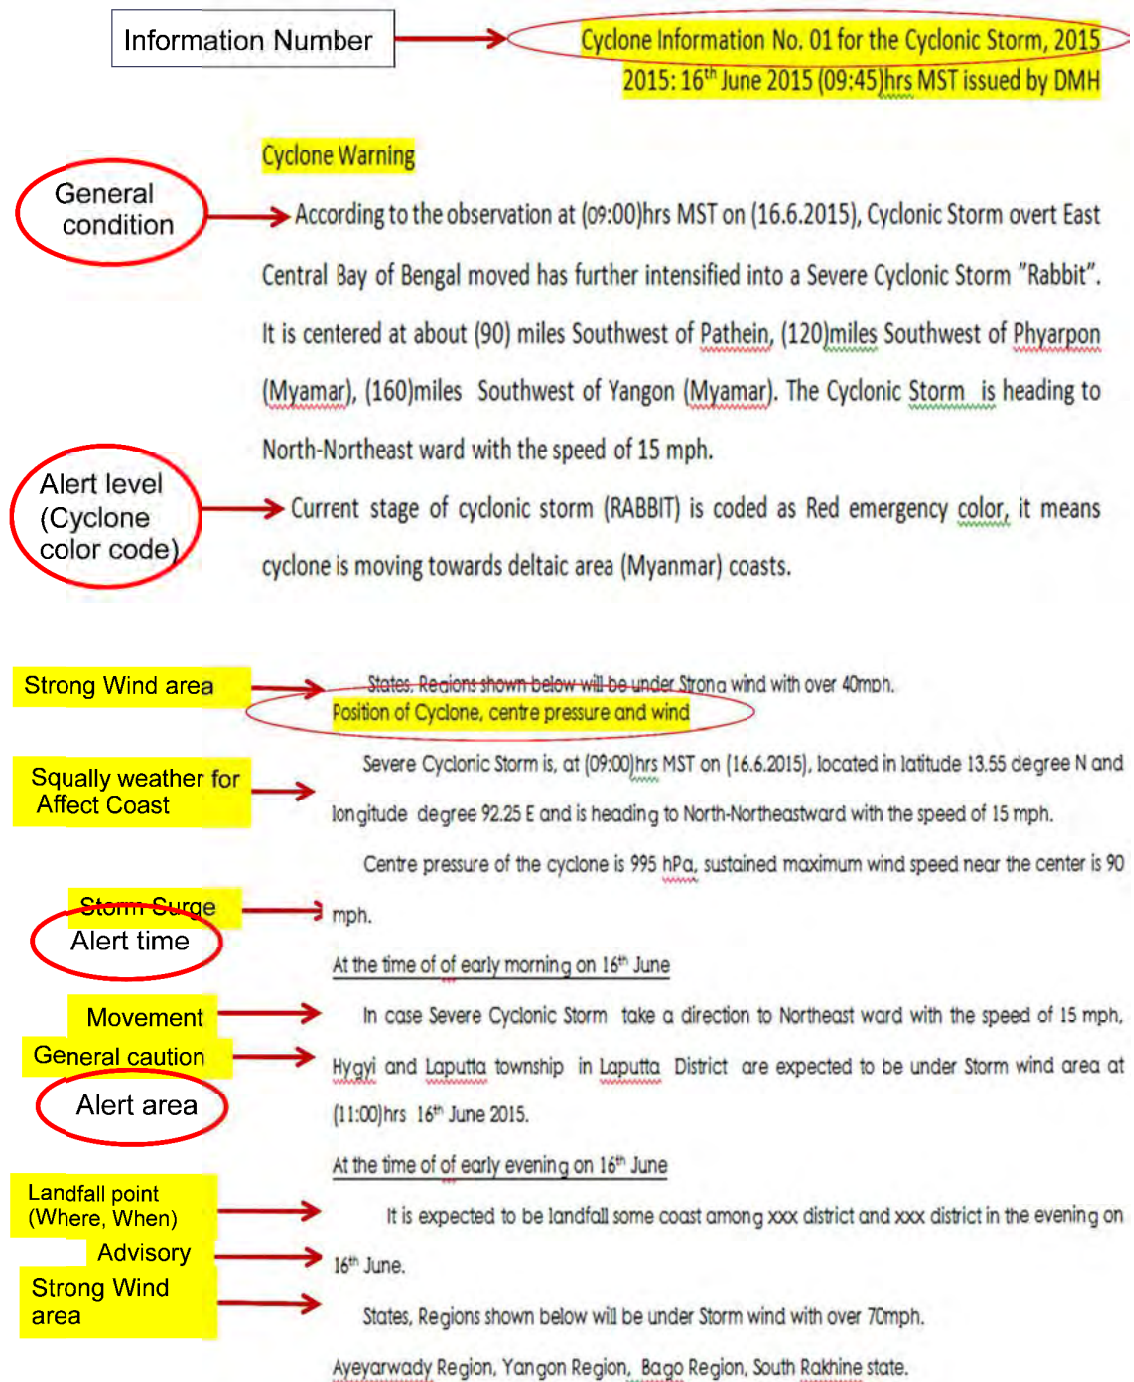 Information Number
Cyclone Information No. 01 for the Cyclonic Storm, 2015
2015: 16th June 2015 (09:45)hrs MST issued by DMH
Cyclone Warning
General
condition
According to the observation at (09:00)hrs MST on (16.6.2015), Cyclonic Storm overt East
Central Bay of Bengal moved has further intensified into a Severe Cyclonic Storm "Rabbit".
It is centered at about (90) miles Southwest of Pathein, (120)miles Southwest of Phyarpon
(Myamar), (160)miles Southwest of Yangon (Myamar). The Cyclonic Storm is heading to
North-Northeast ward with the speed of 15 mph.
Alert level
(Cyclone
color code)
Current stage of cyclonic storm (RABBIT) is coded as Red emergency color, it means
cyclone is moving towards deltaic area (Myanmar) coasts.
Strong Wind area
States, Regions shown below will be under Strong wind with over 40mph.
Position of Cyclone, centre pressure and wind
Squally weather for
Affect Coast
Severe Cyclonic Storm is, at (09:00)hrs MST on (16.6.2015), located in latitude 13.55 degree N and
longitude degree 92.25 E and is heading to North-Northeastward with the speed of 15 mph.
Centre pressure of the cyclone is 995 hPa, sustained maximum wind speed near the center is 90
mph.
Storm Surge
Alert time
At the time of of early morning on 16th June
Movement
In case Severe Cyclonic Storm take a direction to Northeast ward with the speed of 15 mph,
General caution
Hygyi and Laputta township in Laputta District are expected to be under Storm wind area at
Alert area
(11:00)hrs 16th June 2015.
At the time of of early evening on 16th June
Landfall point
(Where, When)
It is expected to be landfall some coast among xxx district and xxx district in the evening on
Advisory
16th June.
Strong Wind
area
States, Regions shown below will be under Storm wind with over 70mph.
Ayeyarwady Region, Yangon Region, Bago Region, South Rakhine state.